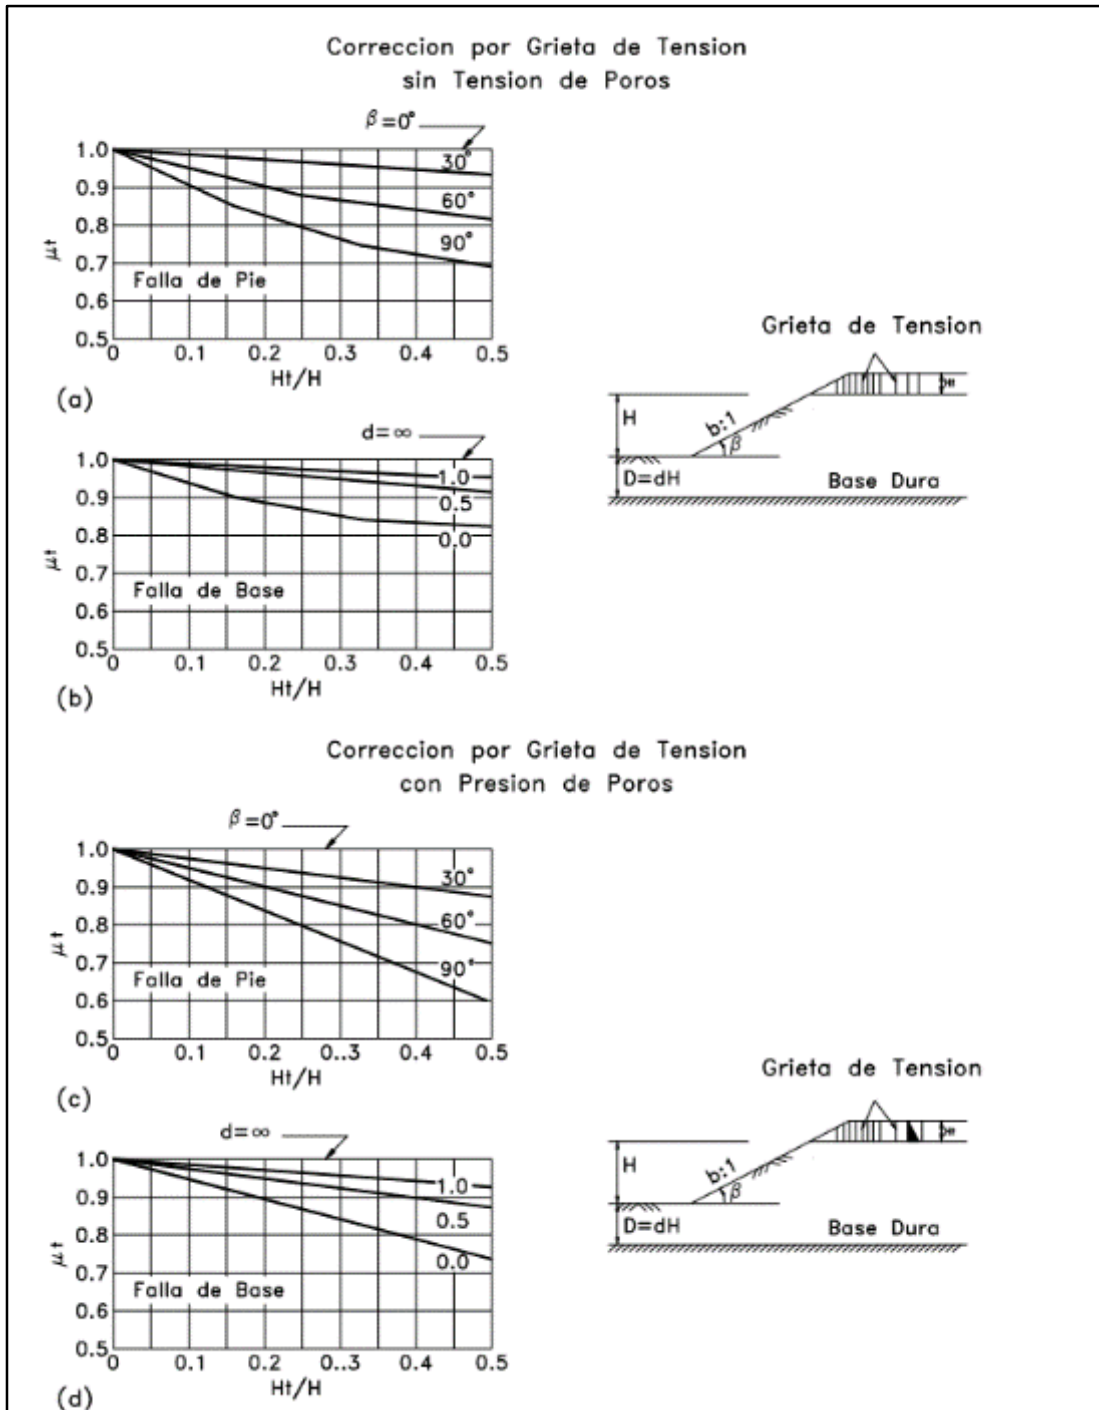 Correccion por Grieta de Tension
sin Tension de Poros
β=0°
1.0
0.9
0.8
0.7
0.6
0.5
μt
30°
60°
90°
Falla de Pie
0 0.1 0.2 0.3 0.4 0.5
Ht/H
(a)
d=∞
1.0
0.9
0.8
0.7
0.6
0.5
μt
1.0
0.5
0.0
Falla de Base
0 0.1 0.2 0.3 0.4 0.5
Ht/H
(b)
Grieta de Tension
H
b:1
β
D=dH
Base Dura
Correccion por Grieta de Tension
con Presion de Poros
β=0°
1.0
0.9
0.8
0.7
0.6
0.5
μt
30°
60°
90°
Falla de Pie
0 0.1 0.2 0..3 0.4 0.5
Ht/H
(c)
d=∞
1.0
0.9
0.8
0.7
0.6
0.5
μt
1.0
0.5
0.0
Falla de Base
0 0.1 0.2 0..3 0.4 0.5
Ht/H
(d)
Grieta de Tension
H
b:1
β
D=dH
Base Dura